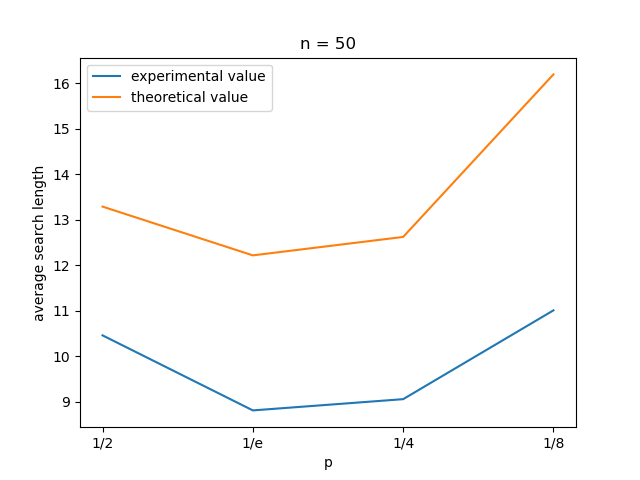 n = 50
experimental value
theoretical value
16
15
14
13
12
11
10
9
average search length
1/2 1/e 1/4 1/8
p